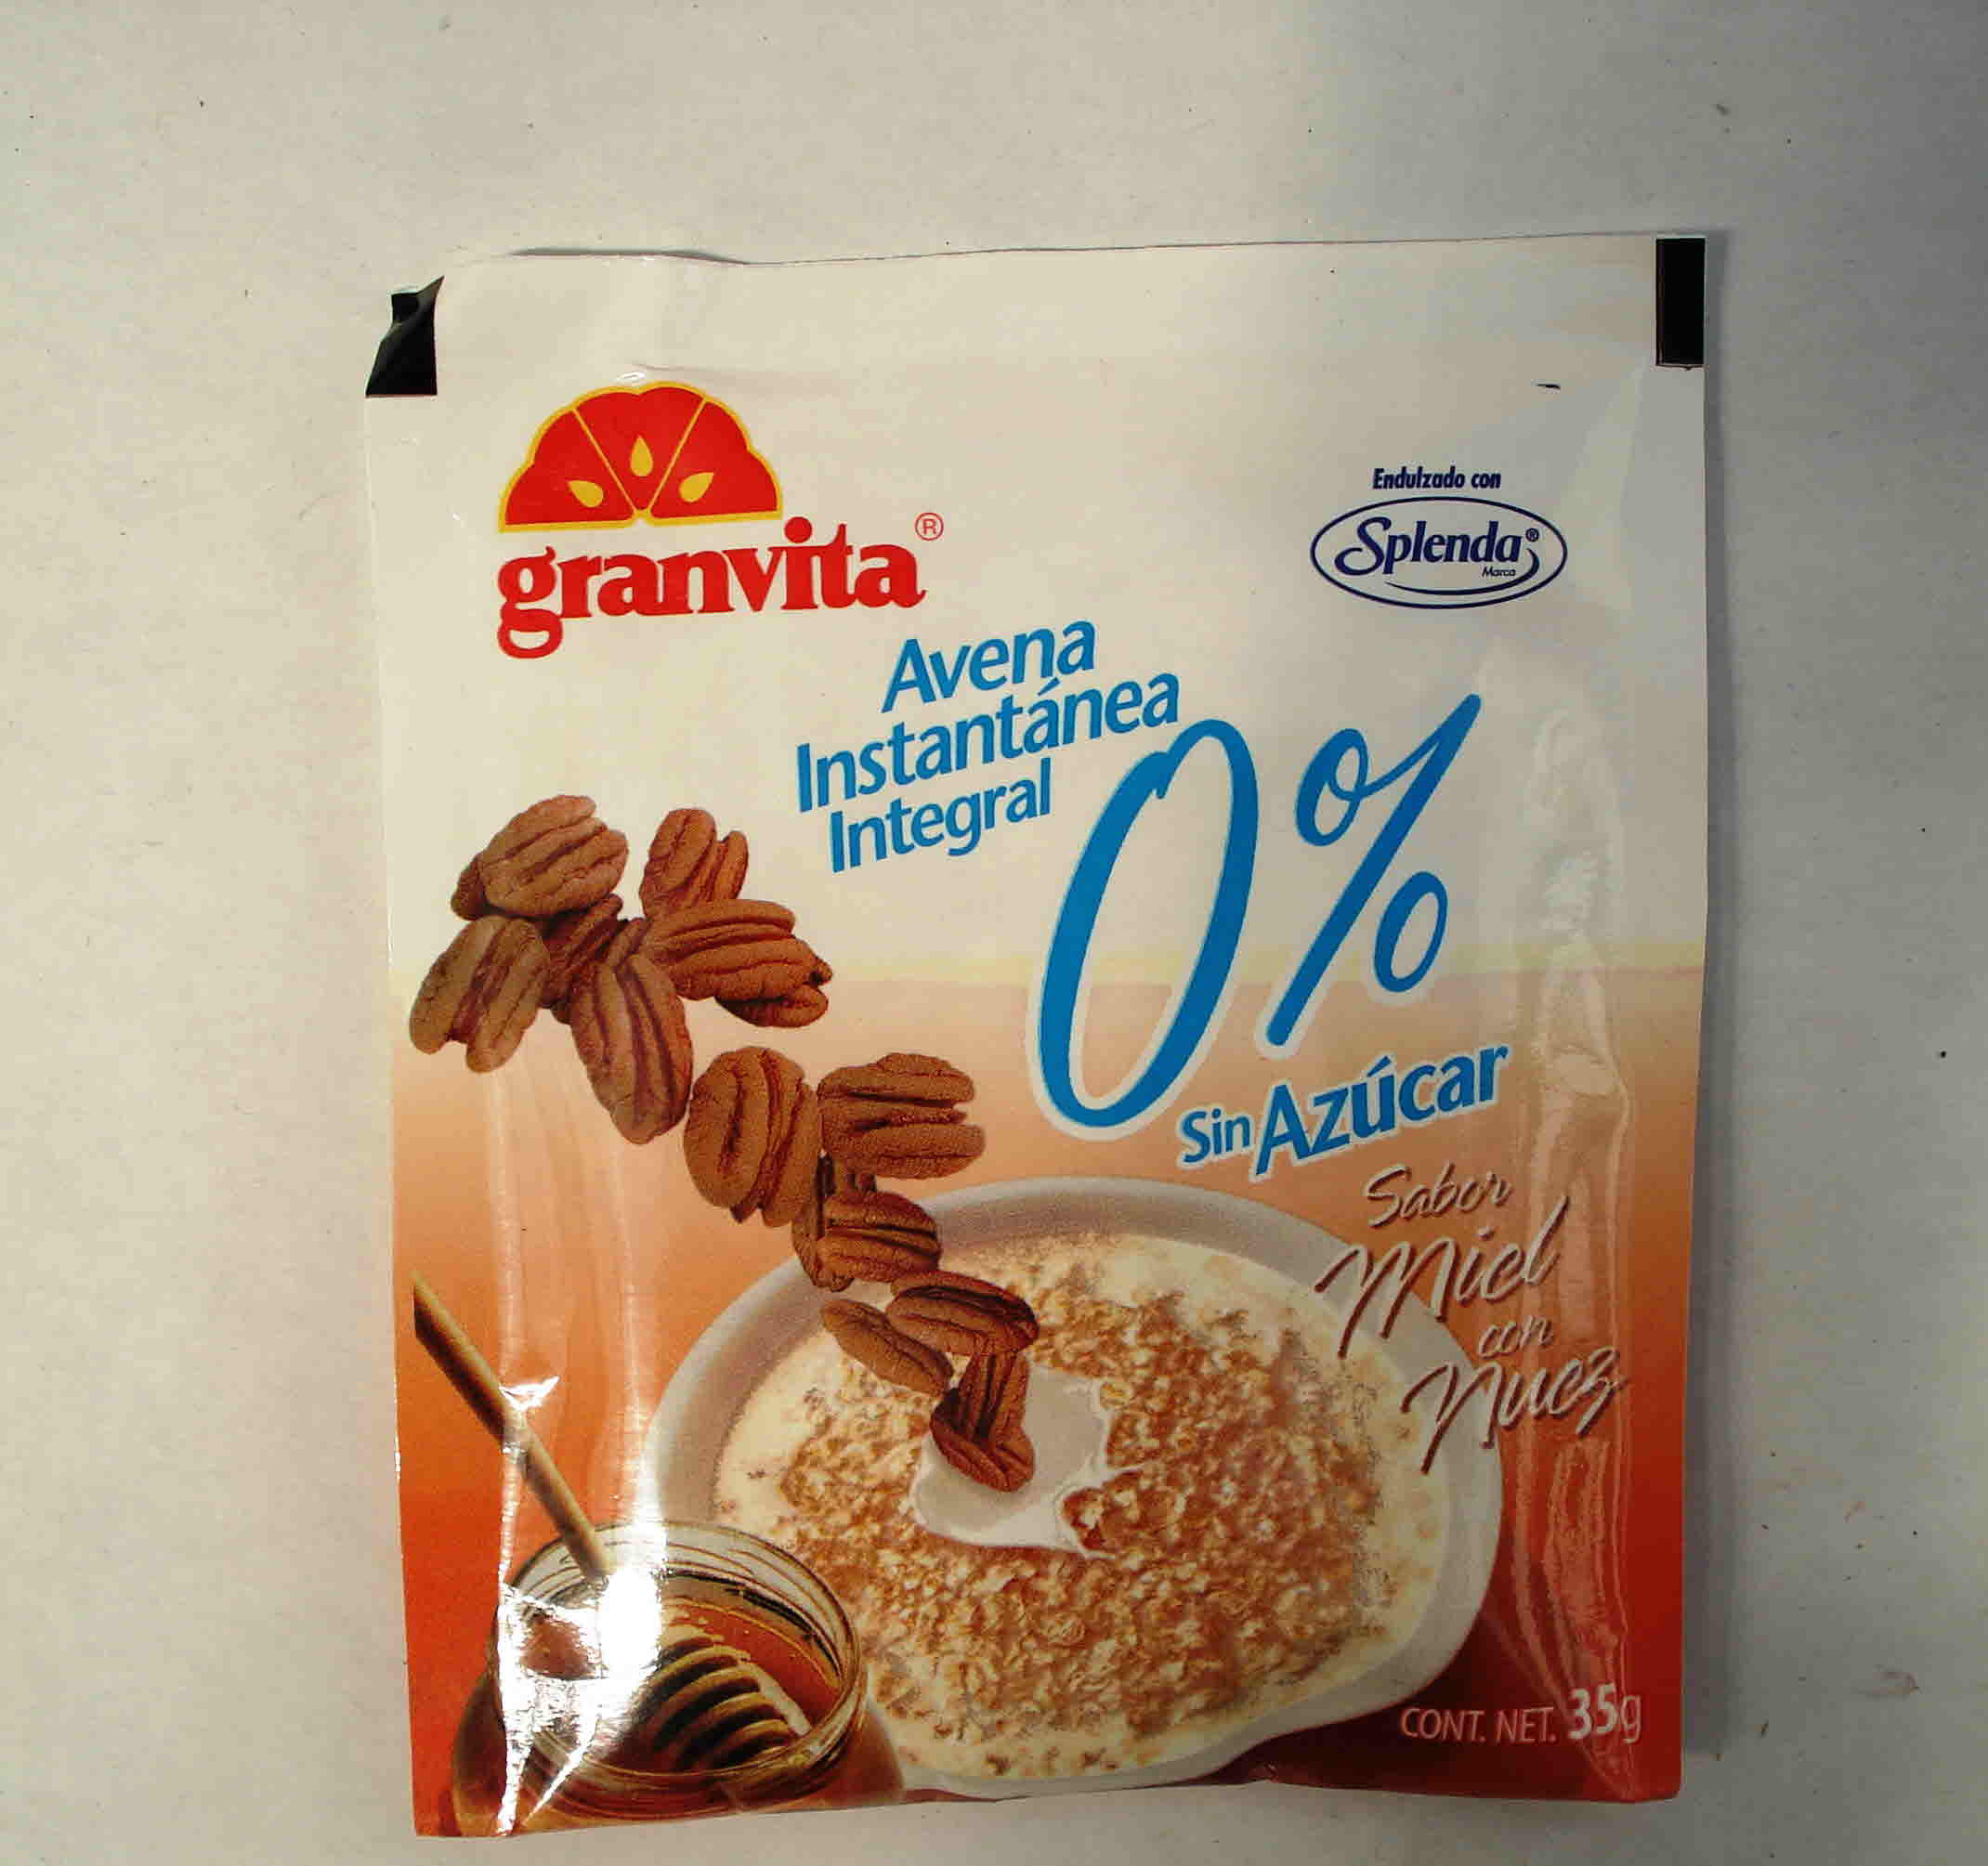 granvita®
Endulzado con
Splenda®
Marca
Avena
Instantánea
Integral
0%
Sin Azúcar
Sabor
Miel
con
Nuez
CONT. NET. 35g